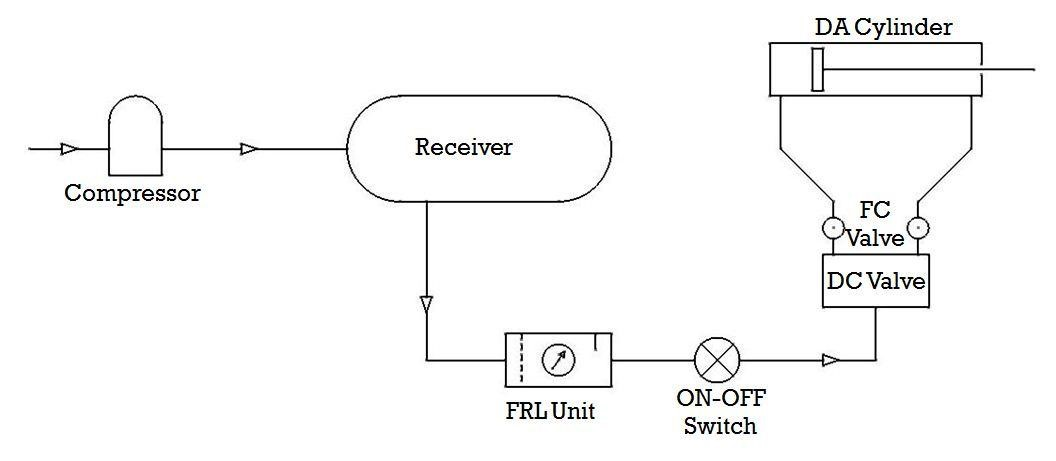 DA Cylinder
Receiver
Compressor
FC
Valve
DC Valve
FRL Unit
ON-OFF
Switch